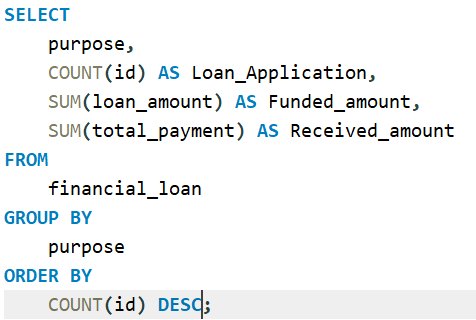 SELECT
purpose,
COUNT(id) AS Loan_Application,
SUM(loan_amount) AS Funded_amount,
SUM(total_payment) AS Received_amount
FROM
financial_loan
GROUP BY
purpose
ORDER BY
COUNT(id) DESC;